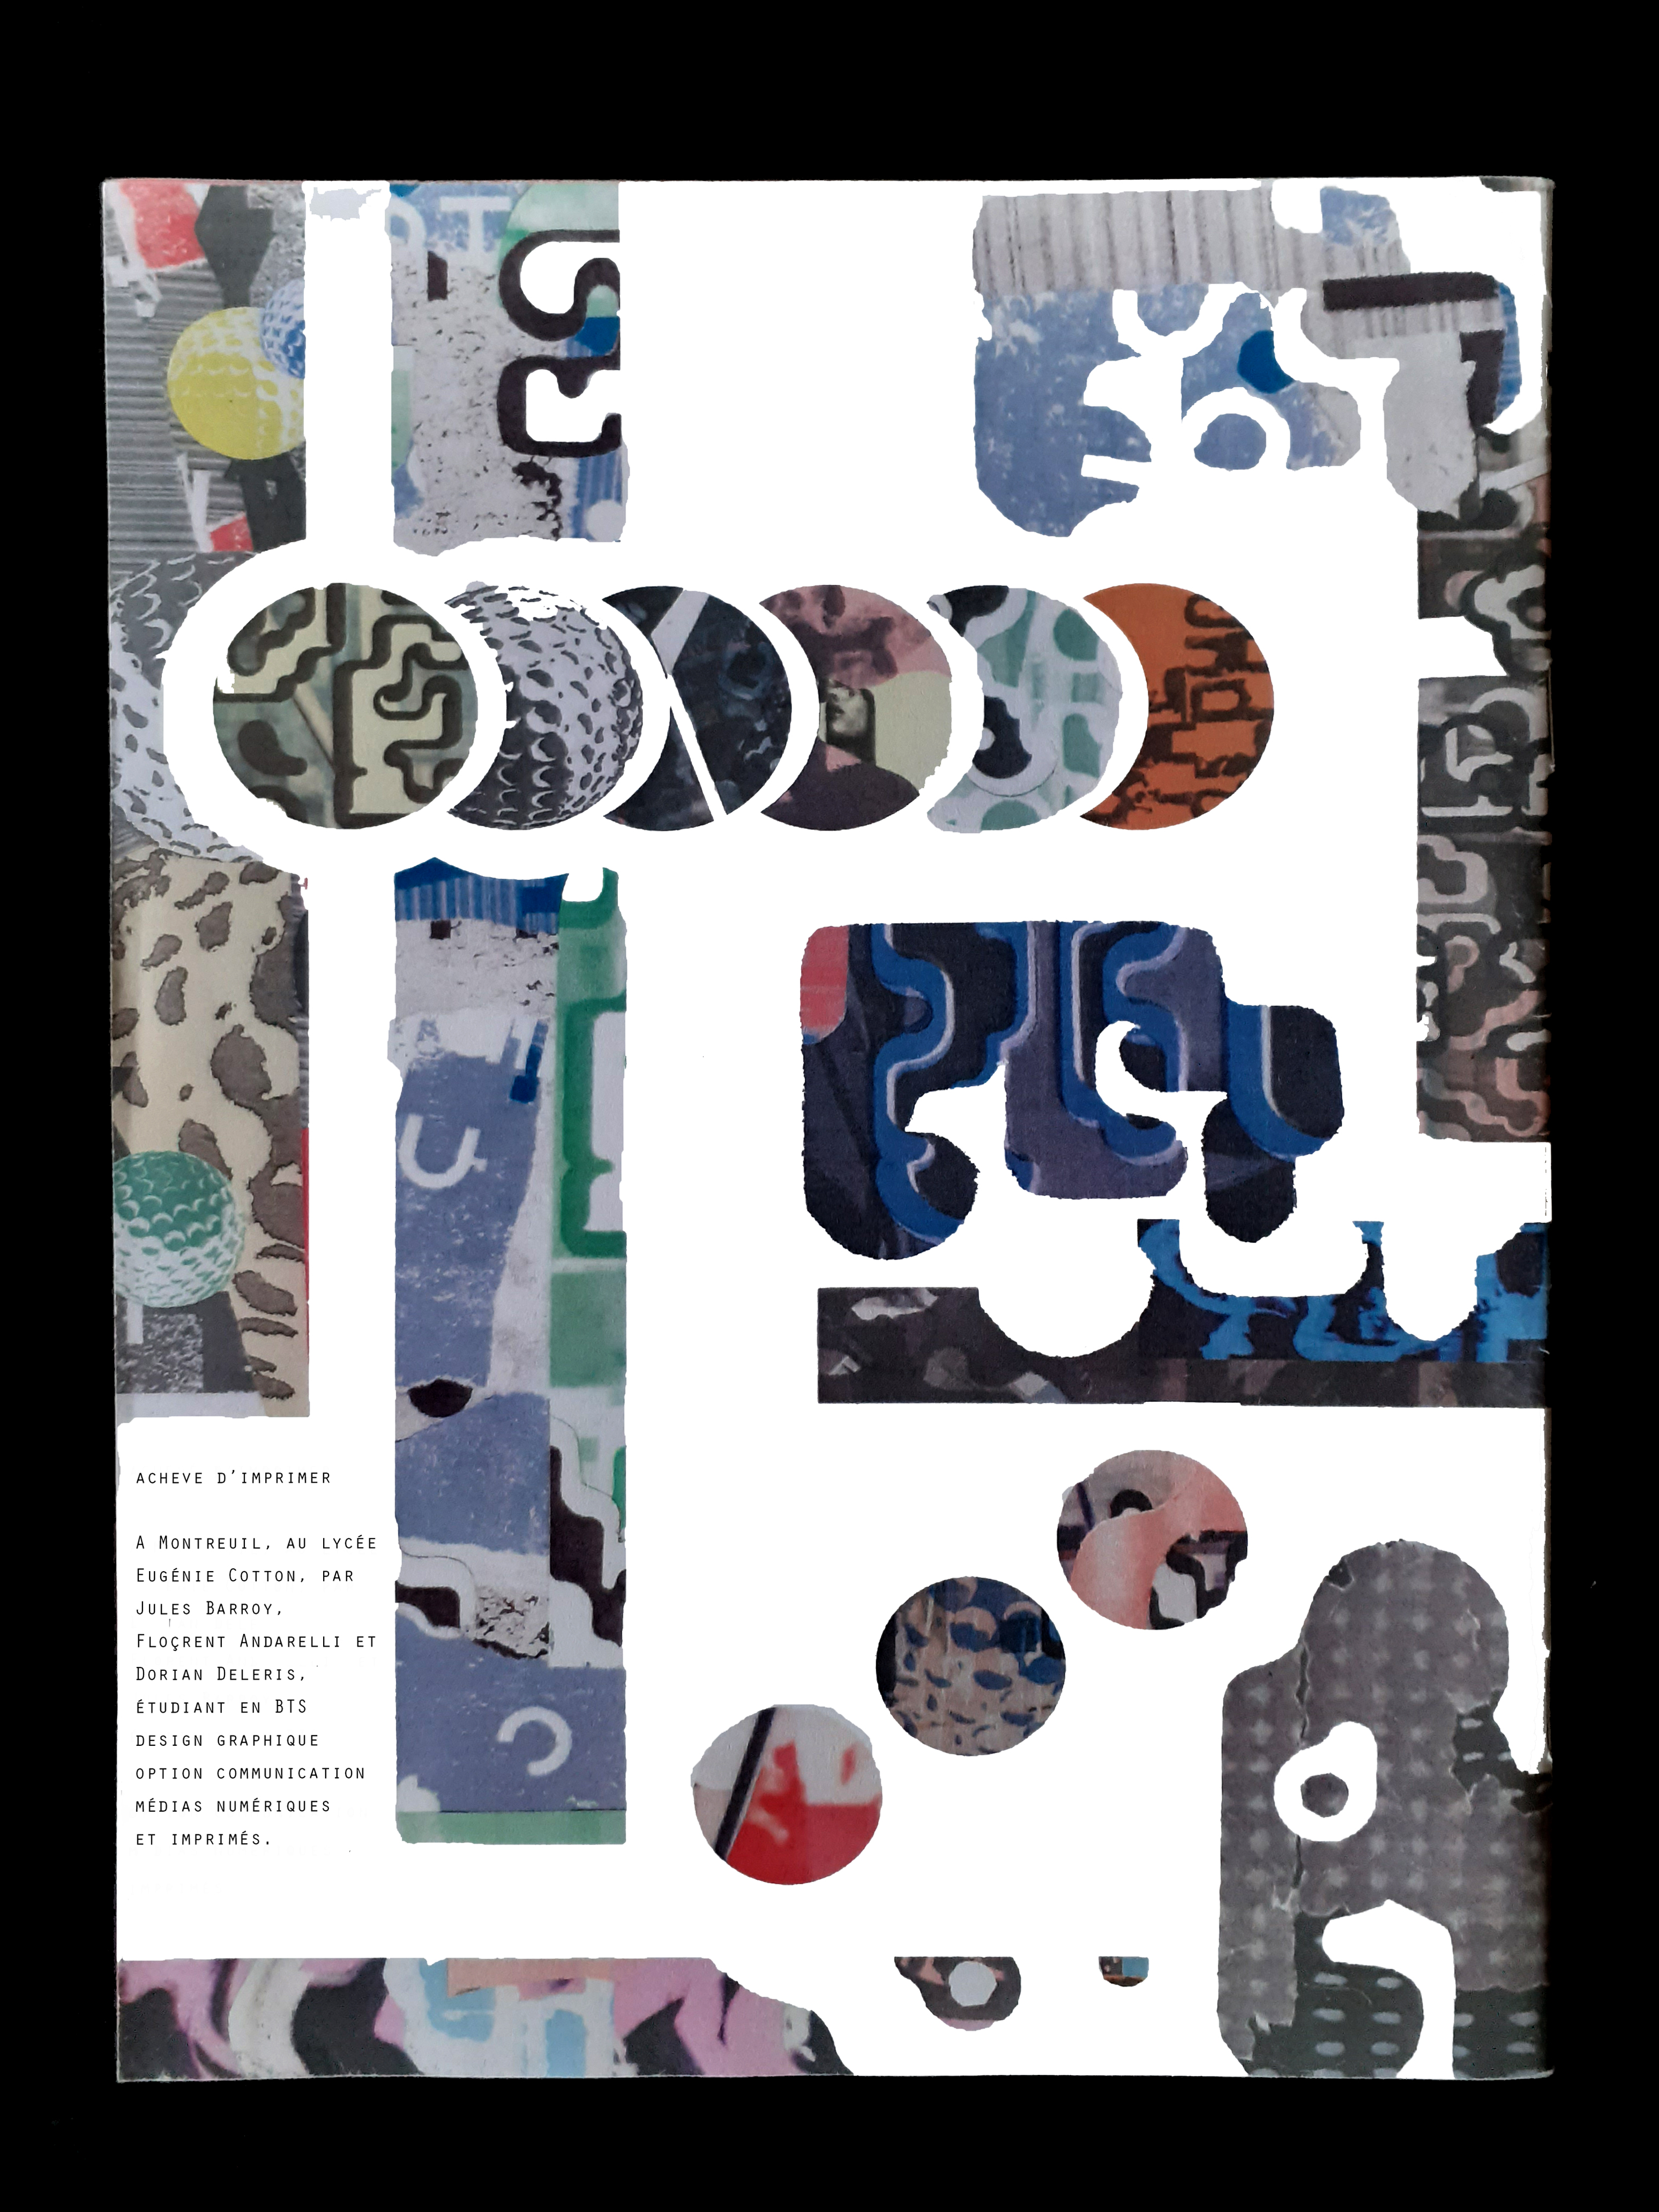 ACHEVE D'IMPRIMER
A MONTREUIL, AU LYCÉE
EUGÉNIE COTTON, PAR
JULES BARROY,
FLOÇRENT ANDARELLI ET
DORIAN DELERIS,
ÉTUDIANT EN BTS
DESIGN GRAPHIQUE
OPTION COMMUNICATION
MÉDIAS NUMÉRIQUES
ET IMPRIMÉS.